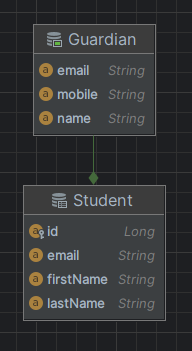 Guardian
a email String
a mobile String
a name String
Student
a id Long
a email String
a firstName String
a lastName String